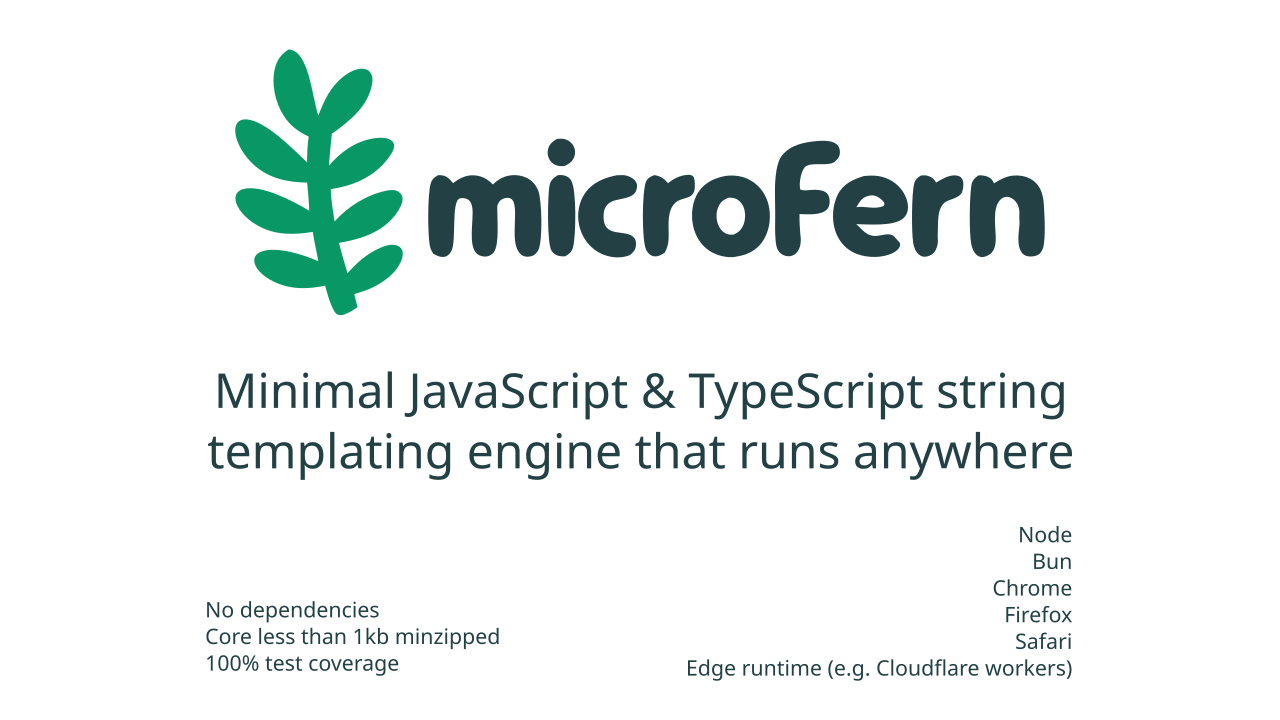 microfern
Minimal JavaScript & TypeScript string
templating engine that runs anywhere
No dependencies
Core less than 1kb minzipped
100% test coverage
Node
Bun
Chrome
Firefox
Safari
Edge runtime (e.g. Cloudflare workers)